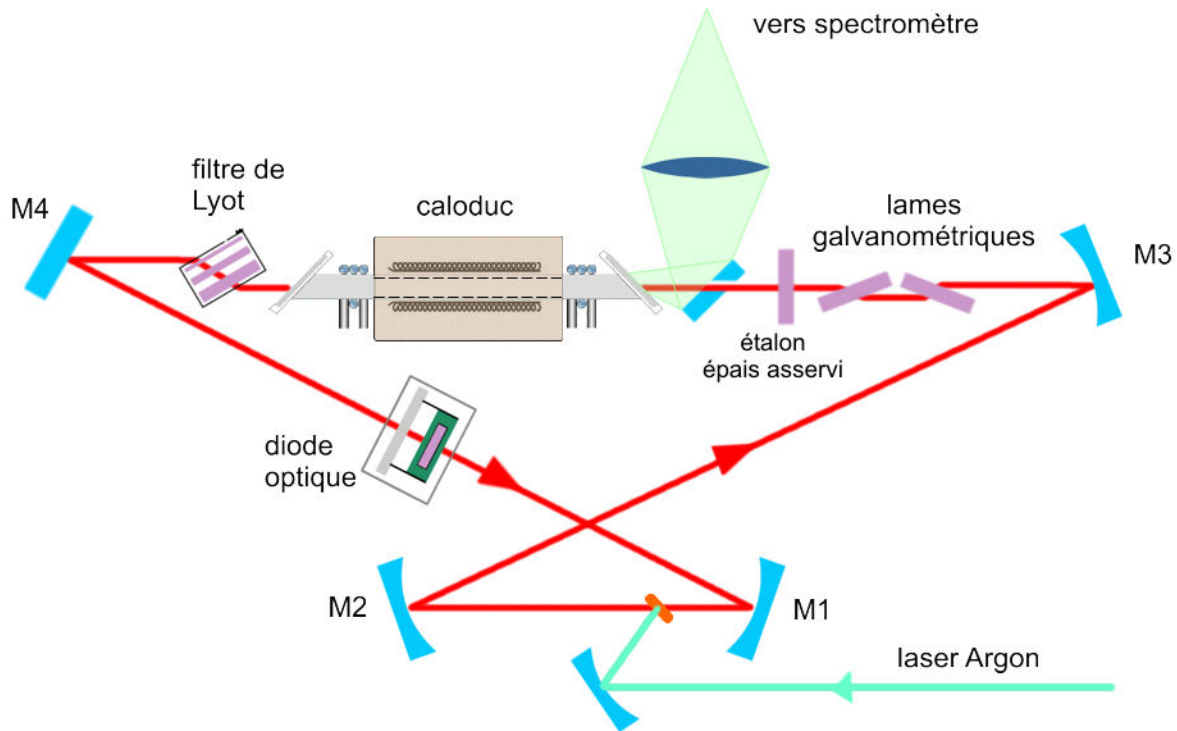 vers spectromètre
filtre de
Lyot
M4
caloduc
lames
galvanométriques
M3
étalon
épais asservi
diode
optique
M2
M1
laser Argon